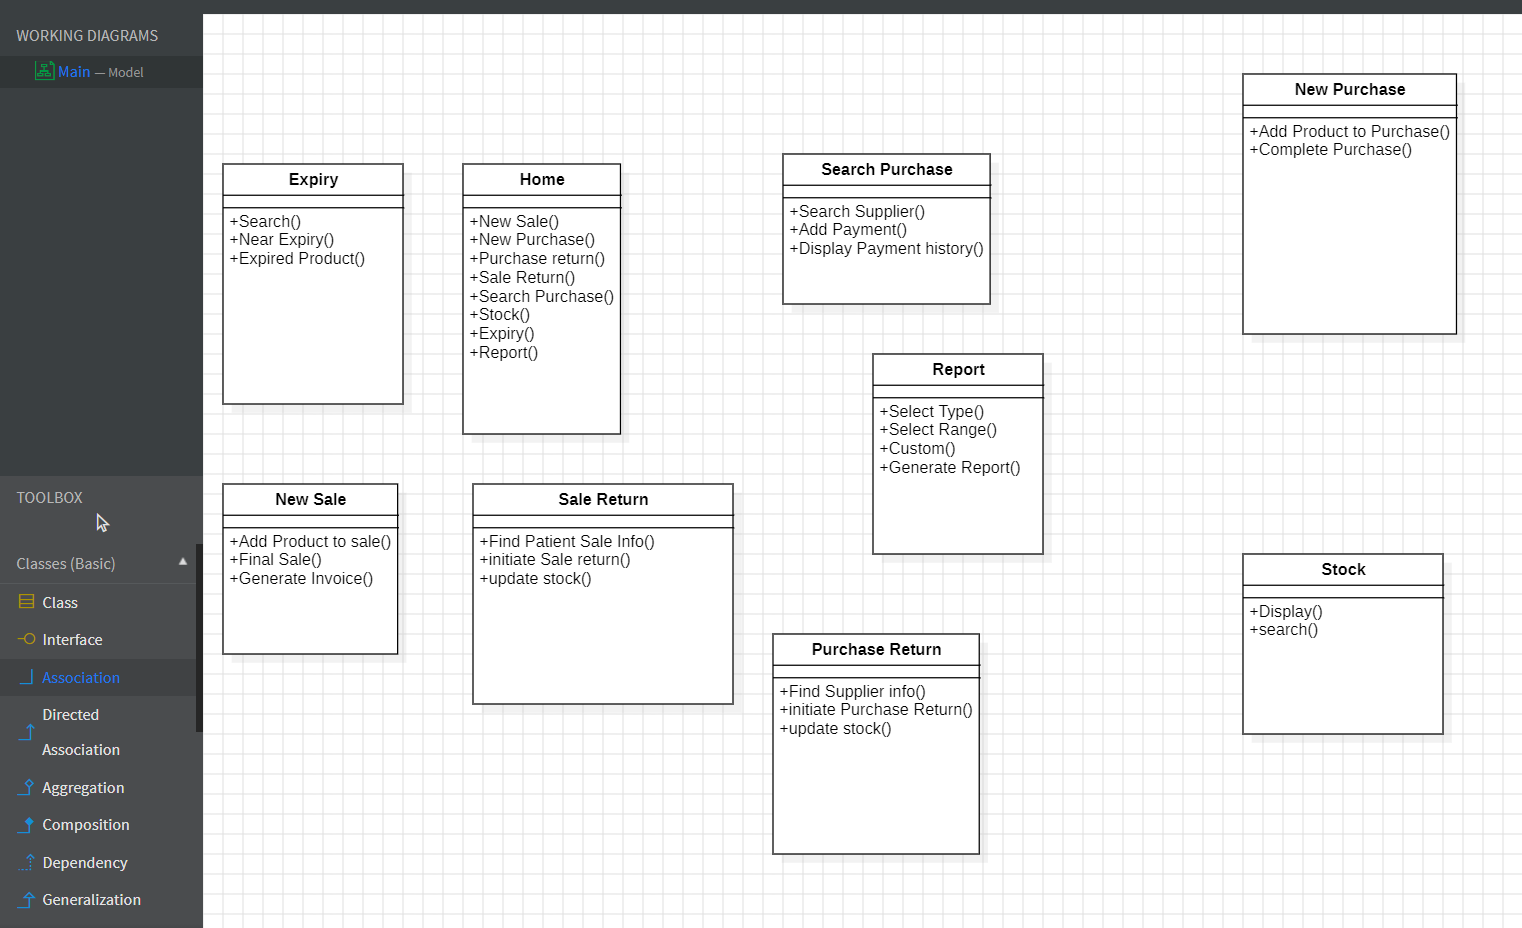 WORKING DIAGRAMS
Main — Model
TOOLBOX
Classes (Basic)
Class
Interface
Association
Directed
Association
Aggregation
Composition
Dependency
Generalization
Expiry
+Search()
+Near Expiry()
+Expired Product()
Home
+New Sale()
+New Purchase()
+Purchase return()
+Sale Return()
+Search Purchase()
+Stock()
+Expiry()
+Report()
Search Purchase
+Search Supplier()
+Add Payment()
+Display Payment history()
New Purchase
+Add Product to Purchase()
+Complete Purchase()
Report
+Select Type()
+Select Range()
+Custom()
+Generate Report()
New Sale
+Add Product to sale()
+Final Sale()
+Generate Invoice()
Sale Return
+Find Patient Sale Info()
+initiate Sale return()
+update stock()
Purchase Return
+Find Supplier info()
+initiate Purchase Return()
+update stock()
Stock
+Display()
+search()